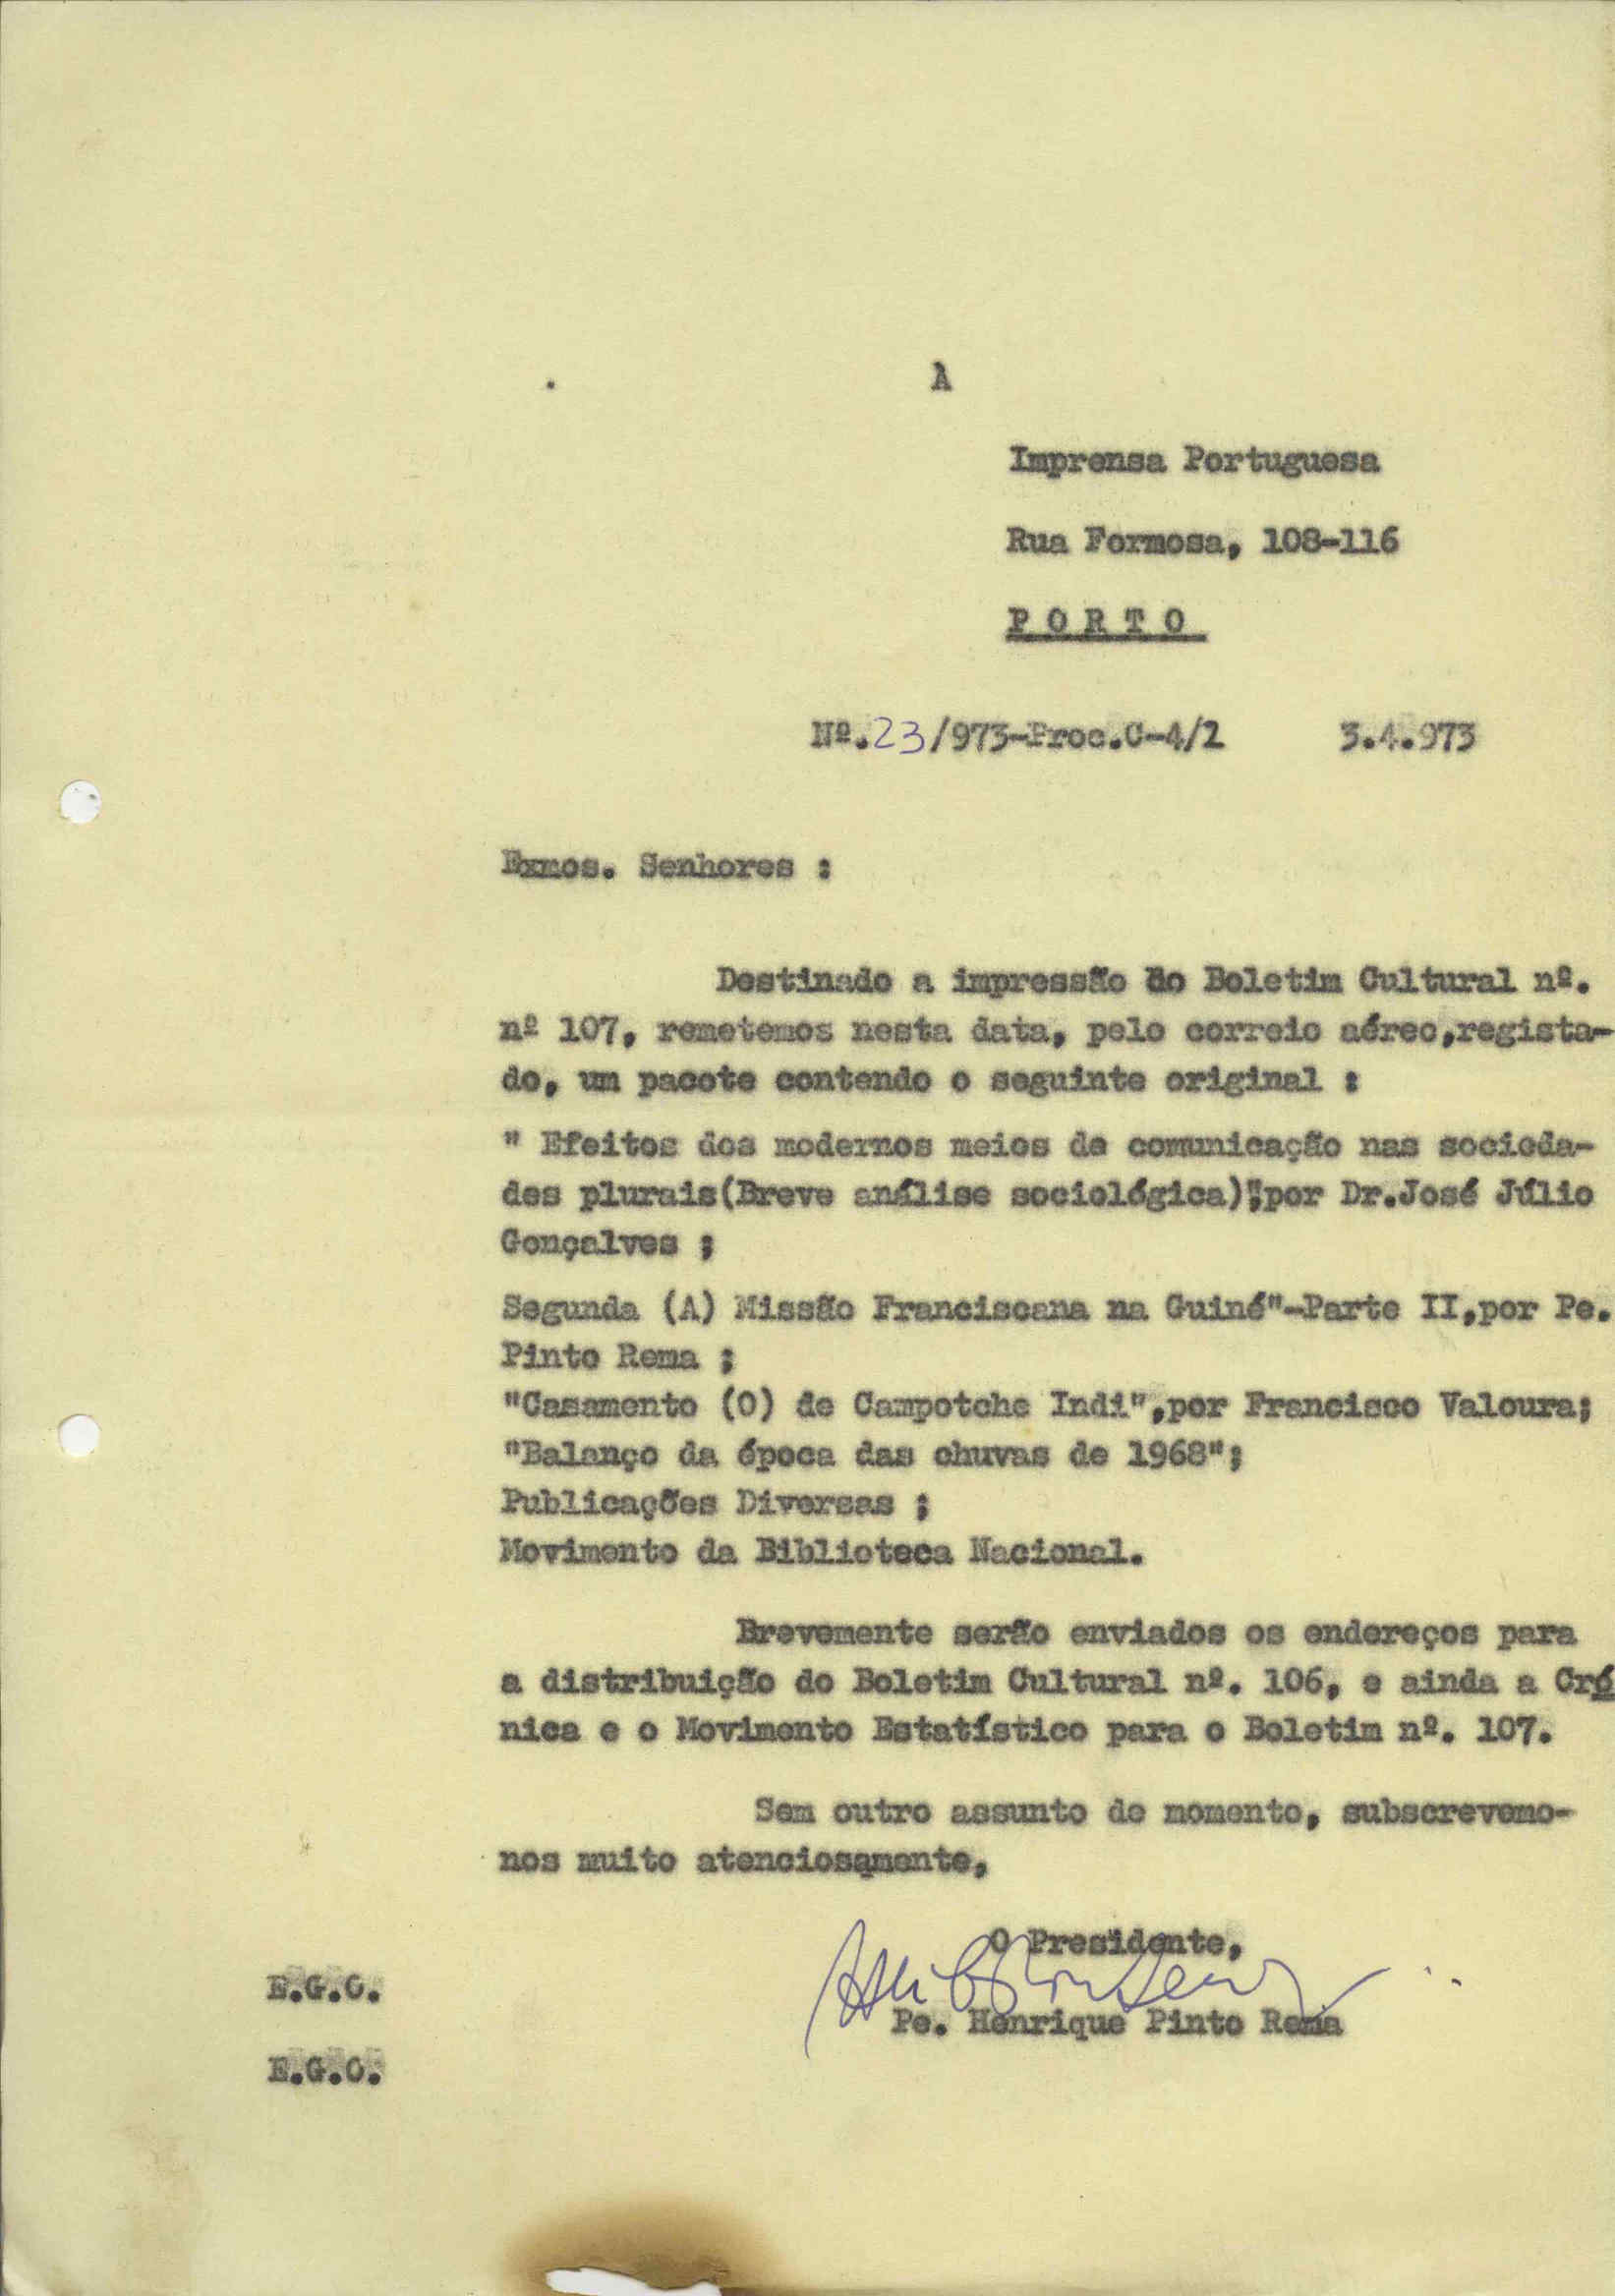 À
Imprensa Portuguesa
Rua Formosa, 108-116
P O R T O
Nº.23/973-Proc.C-4/2 3.4.973
Exmos. Senhores :
Destinado a impressão do Boletim Cultural nº.
nº 107, remetemos nesta data, pelo correio aéreo,regista-
do, um pacote contendo o seguinte original :
" Efeitos dos modernos meios de comunicação nas socieda-
des plurais(Breve análise sociológica)",por Dr.José Júlio
Gonçalves ;
Segunda (A) Missão Franciscana na Guiné"-Parte II,por Pe.
Pinto Rema ;
"Casamento (O) de Campotche Indi",por Francisco Valoura;
"Balanço da época das chuvas de 1968";
Publicações Diversas ;
Movimento da Biblioteca Nacional.
Brevemente serão enviados os endereços para
a distribuição do Boletim Cultural nº. 106, e ainda a Cró
nica e o Movimento Estatístico para o Boletim nº. 107.
Sem outro assunto de momento, subscrevemo-
nos muito atenciosamente,
O Presidente,
Pe. Henrique Pinto Rema
E.G.O.
E.G.O.